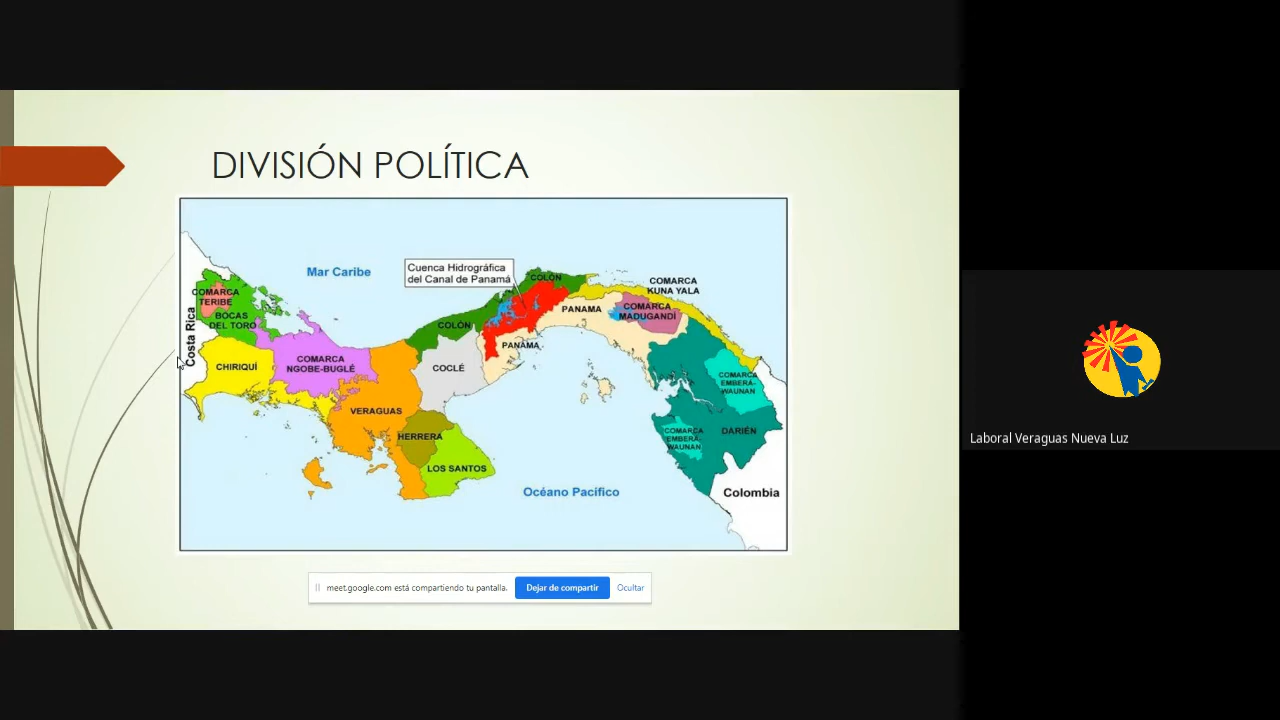 DIVISIÓN POLÍTICA
Mar Caribe
Cuenca Hidrográfica
del Canal de Panamá
COLÓN
COMARCA
KUNA YALA
COMARCA
TERIBE
BOCAS
DEL TORO
Costa Rica
COLÓN
PANAMA
COMARCA
MADUGANDÍ
PANAMA
CHIRIQUÍ
COMARCA
NGOBE-BUGLÉ
COCLÉ
COMARCA
EMBERÁ-
WAUNAN
VERAGUAS
HERRERA
LOS SANTOS
COMARCA
EMBERÁ-
WAUNAN
DARIÉN
Océano Pacífico
Colombia
meet.google.com está compartiendo tu pantalla.
Dejar de compartir
Ocultar
Laboral Veraguas Nueva Luz